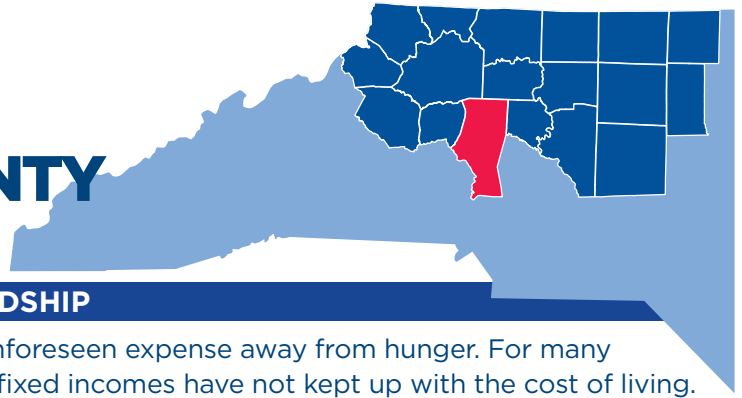 NTY
DSHIP
nforeseen expense away from hunger. For many
fixed incomes have not kept up with the cost of living.